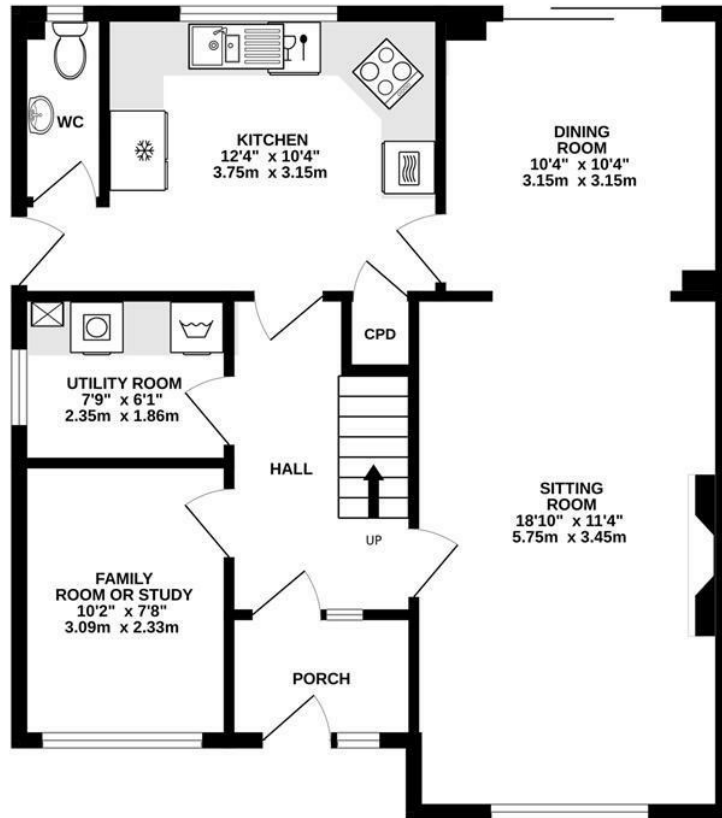 WC
KITCHEN
12'4" x 10'4"
3.75m x 3.15m
DINING
ROOM
10'4" x 10'4"
3.15m x 3.15m
CPD
UTILITY ROOM
7'9" x 6'1"
2.35m x 1.86m
HALL
UP
SITTING
ROOM
18'10" x 11'4"
5.75m x 3.45m
FAMILY
ROOM OR STUDY
10'2" x 7'8"
3.09m x 2.33m
PORCH